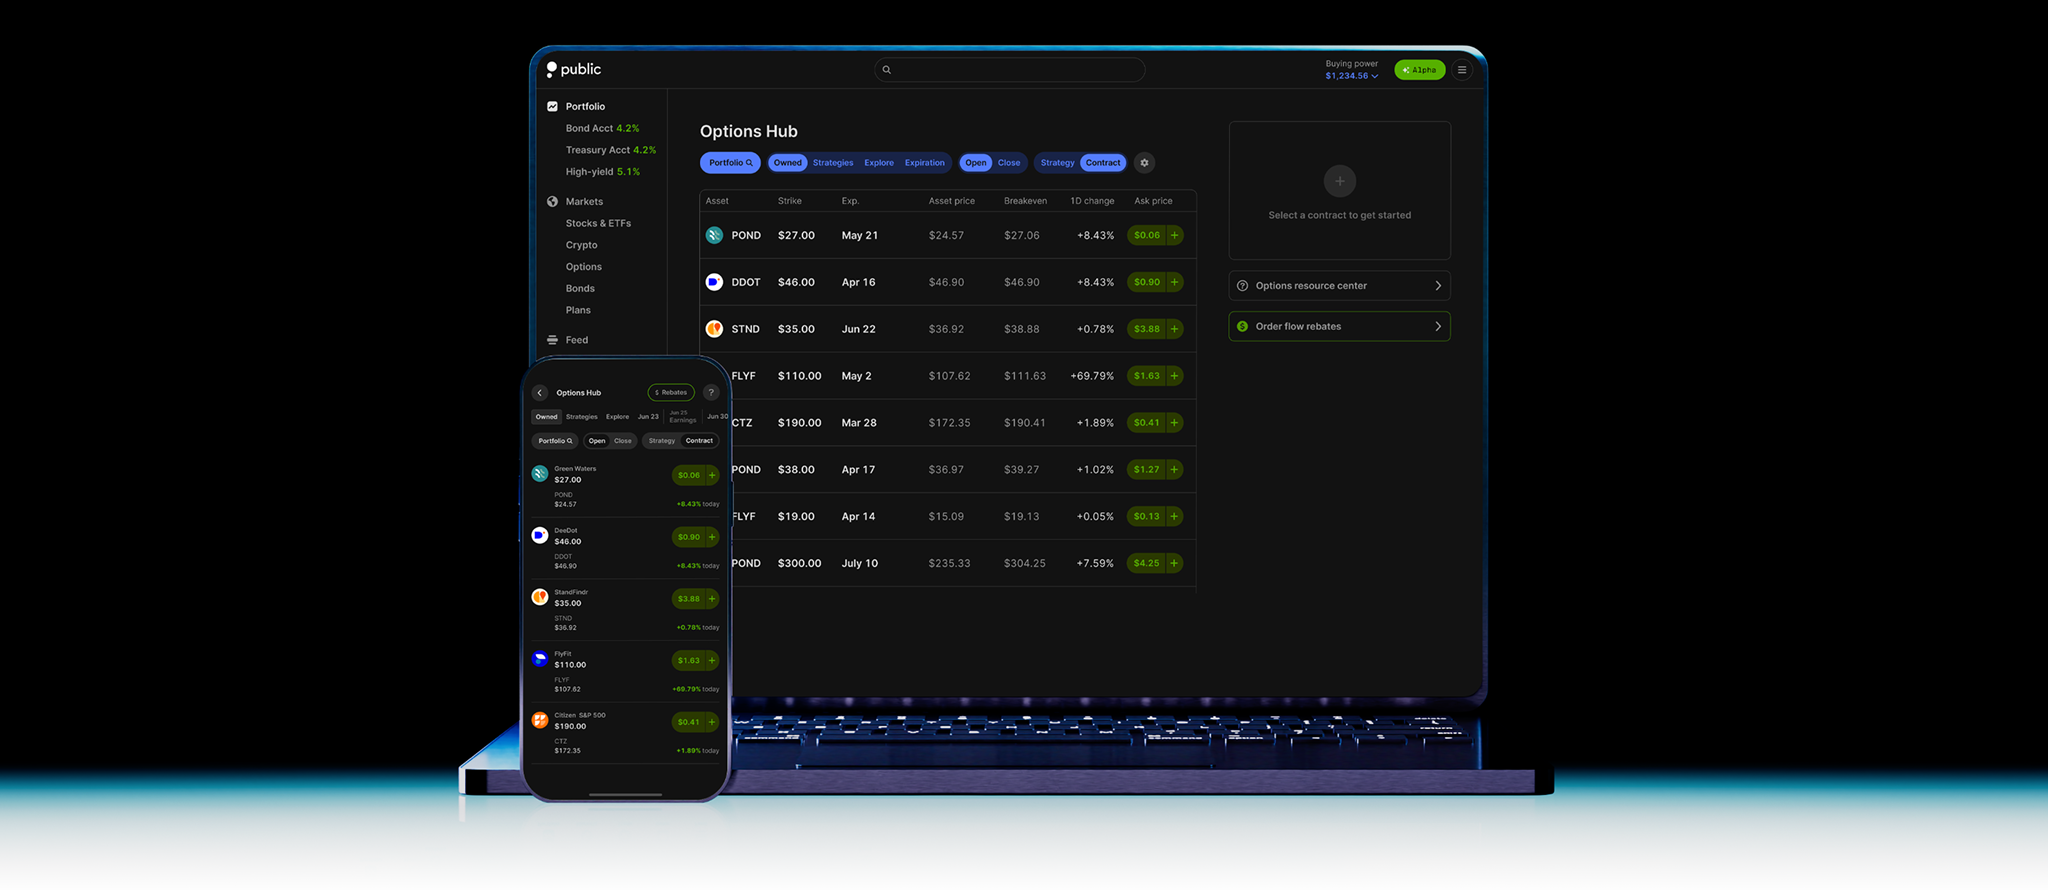 public
Buying power
$1,234.56
Alpha
Portfolio
Bond Acct 4.2%
Treasury Acct 4.2%
High-yield 5.1%
Markets
Stocks & ETFs
Crypto
Options
Bonds
Plans
Feed
Options Hub
Portfolio Owned Strategies Explore Expiration Open Close Strategy Contract
Asset Strike Exp. Asset price Breakeven 1D change Ask price
POND $27.00 May 21 $24.57 $27.06 +8.43% $0.06 +
DDOT $46.00 Apr 16 $46.90 $46.90 +8.43% $0.90 +
STND $35.00 Jun 22 $36.92 $38.88 +0.78% $3.88 +
FLYF $110.00 May 2 $107.62 $111.63 +69.79% $1.63 +
CTZ $190.00 Mar 28 $172.35 $190.41 +1.89% $0.41 +
POND $38.00 Apr 17 $36.97 $39.27 +1.02% $1.27 +
FLYF $19.00 Apr 14 $15.09 $19.13 +0.05% $0.13 +
POND $300.00 July 10 $235.33 $304.25 +7.59% $4.25 +
+
Select a contract to get started
Options resource center
Order flow rebates
Options Hub
$ Rebates
?
Owned Strategies Explore Jun 23 Jun 25 Earnings Jun 30
Portfolio Open Close Strategy Contract
Green Waters
$27.00
$0.06 +
POND
$24.57
+8.43% today
DeeDot
$46.00
$0.90 +
DDOT
$46.90
+8.43% today
StandFindr
$35.00
$3.88 +
STND
$36.92
+0.78% today
FlyFit
$110.00
$1.63 +
FLYF
$107.62
+69.79% today
Citizen S&P 500
$190.00
$0.41 +
CTZ
$172.35
+1.89% today